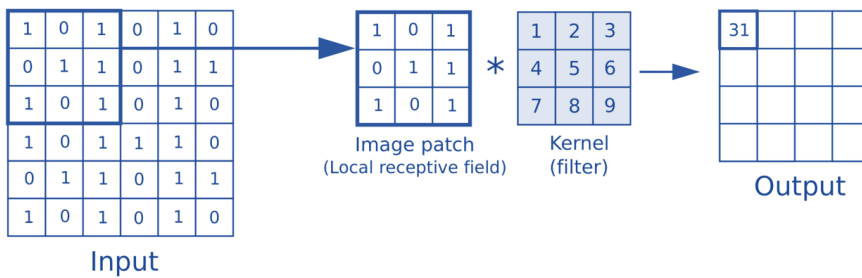 1 0 1 0 1 0
0 1 1 0 1 1
1 0 1 0 1 0
1 0 1 1 1 0
0 1 1 0 1 1
1 0 1 0 1 0
Input
1 0 1
0 1 1
1 0 1
Image patch
(Local receptive field)
*
1 2 3
4 5 6
7 8 9
Kernel
(filter)
31
Output